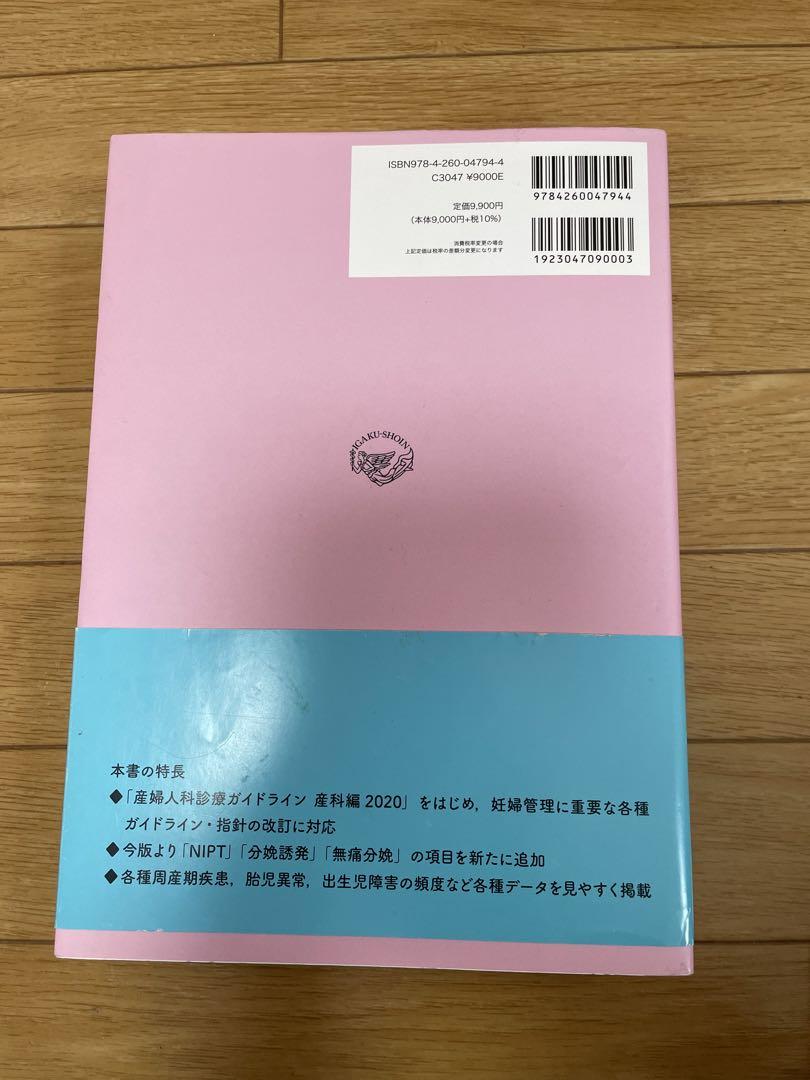 ISBN978-4-260-04794-4
C3047 ¥9000E
定価9,900円
（本体9,000円+税10%）
消費税率変更の場合
上記定価は税率の差額分変更になります
9784260047944
1923047090003
IGAKU-SHOIN
本書の特長
◆「産婦人科診療ガイドライン 産科編 2020」をはじめ，妊婦管理に重要な各種
ガイドライン・指針の改訂に対応
◆今版より「NIPT」「分娩誘発」「無痛分娩」の項目を新たに追加
◆各種周産期疾患，胎児異常，出生児障害の頻度など各種データを見やすく掲載